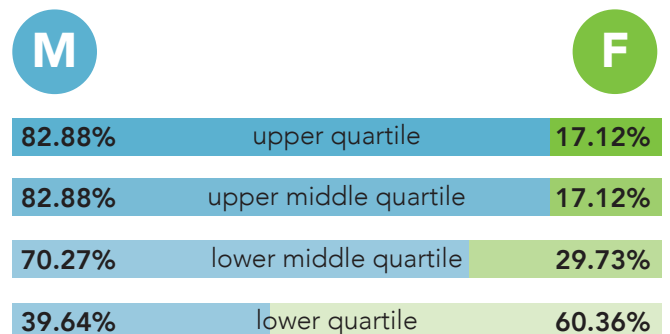 M F
82.88% upper quartile 17.12%
82.88% upper middle quartile 17.12%
70.27% lower middle quartile 29.73%
39.64% lower quartile 60.36%